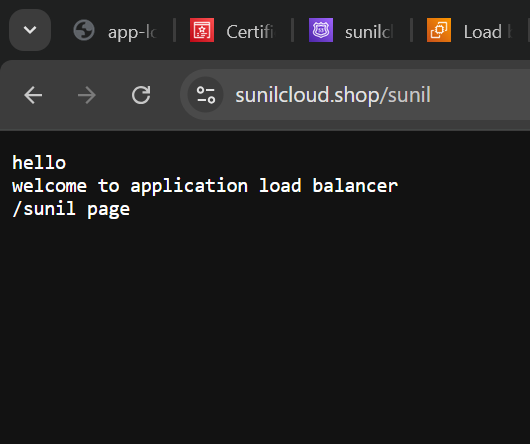 app-lo
Certifi
sunilcl
Load b
sunilcloud.shop/sunil
hello
welcome to application load balancer
/sunil page